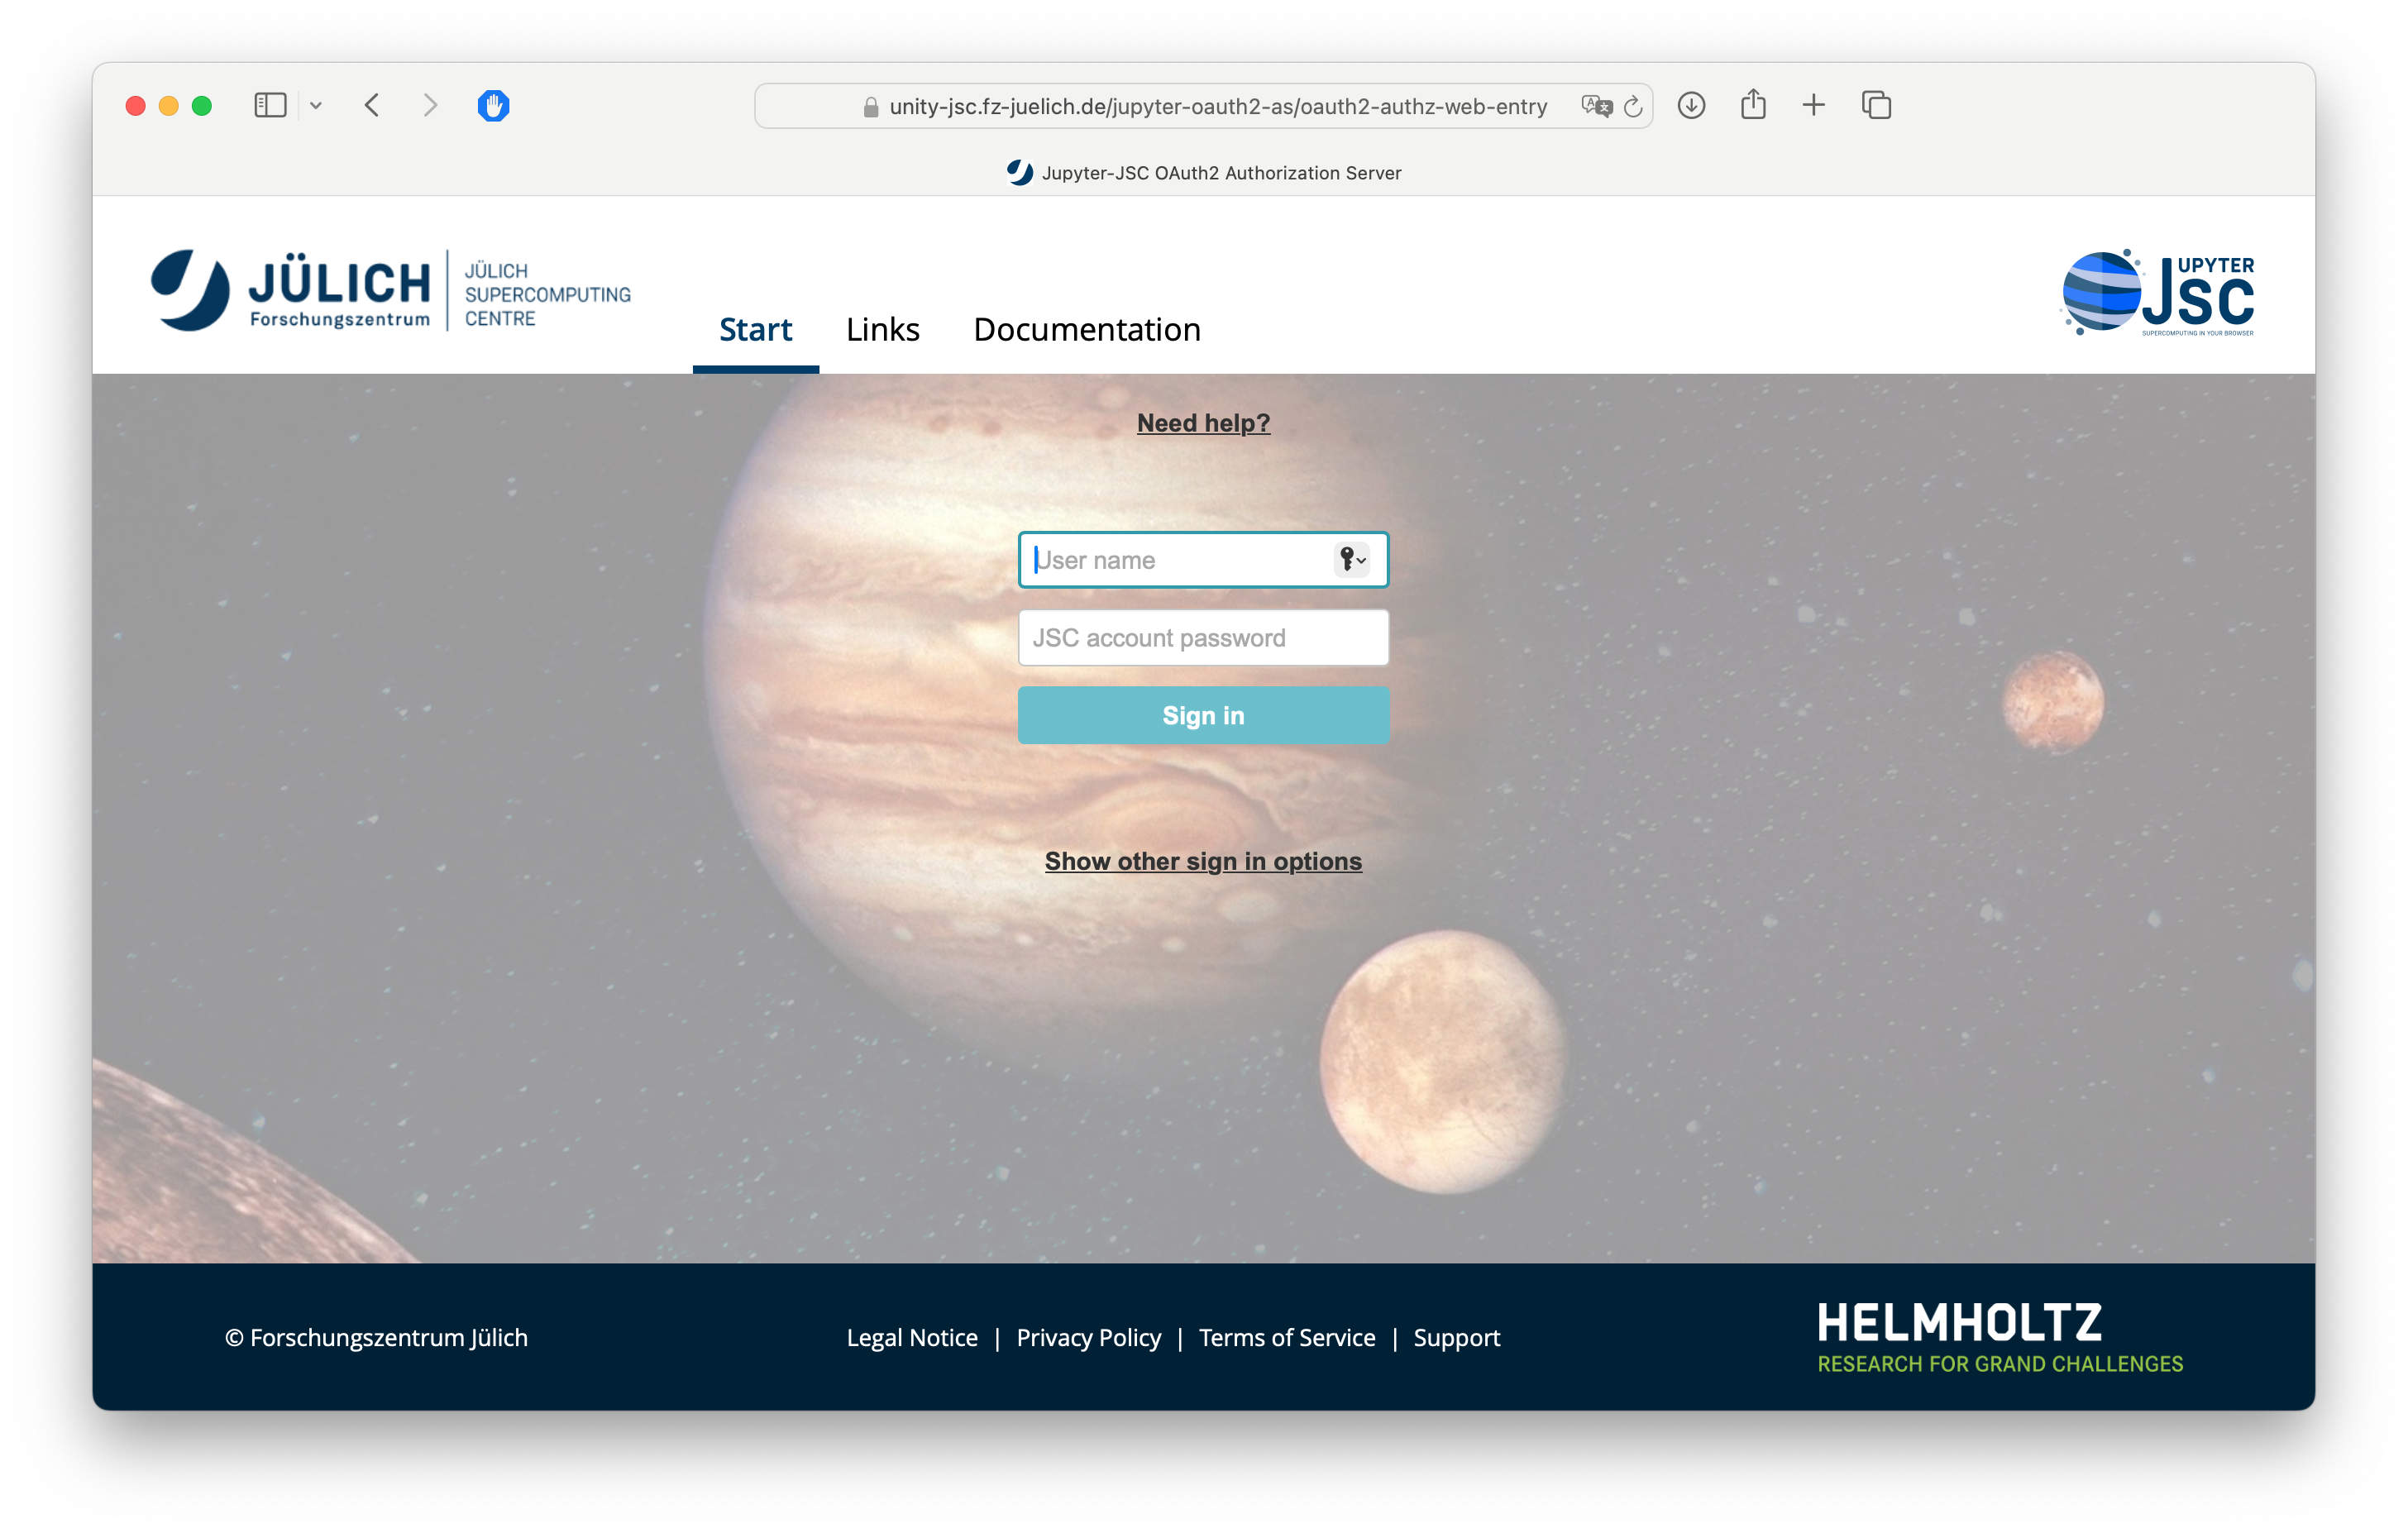 unity-jsc.fz-juelich.de/jupyter-oauth2-as/oauth2-authz-web-entry
Jupyter-JSC OAuth2 Authorization Server
JÜLICH
Forschungszentrum
JÜLICH
SUPERCOMPUTING
CENTRE
Start Links Documentation
JUPYTER
JSC
SUPERCOMPUTING IN YOUR BROWSER
Need help?
User name
JSC account password
Sign in
Show other sign in options
© Forschungszentrum Jülich
Legal Notice | Privacy Policy | Terms of Service | Support
HELMHOLTZ
RESEARCH FOR GRAND CHALLENGES